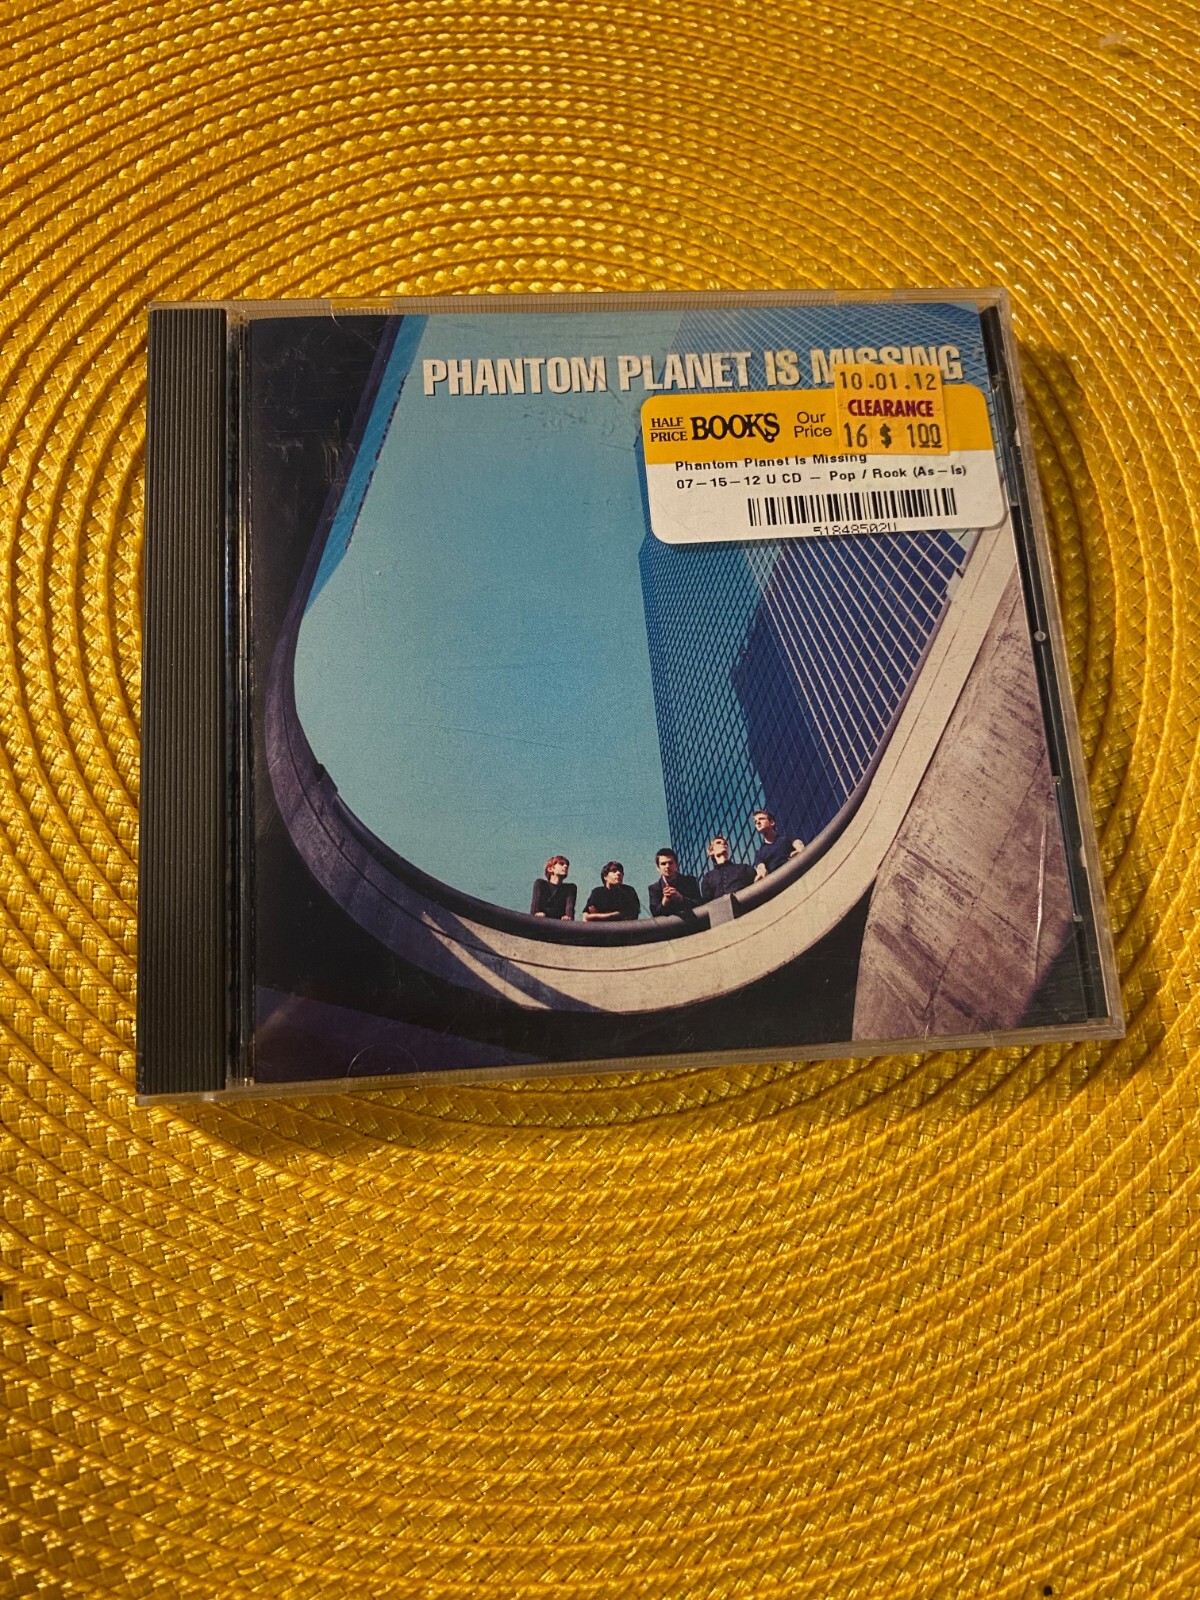 PHANTOM PLANET IS MISSING
10.01.12
CLEARANCE
16 $ 100
HALF PRICE BOOKS Our Price
Phantom Planet Is Missing
07-15-12 U CD - Pop / Rock (As-Is)
51848502U